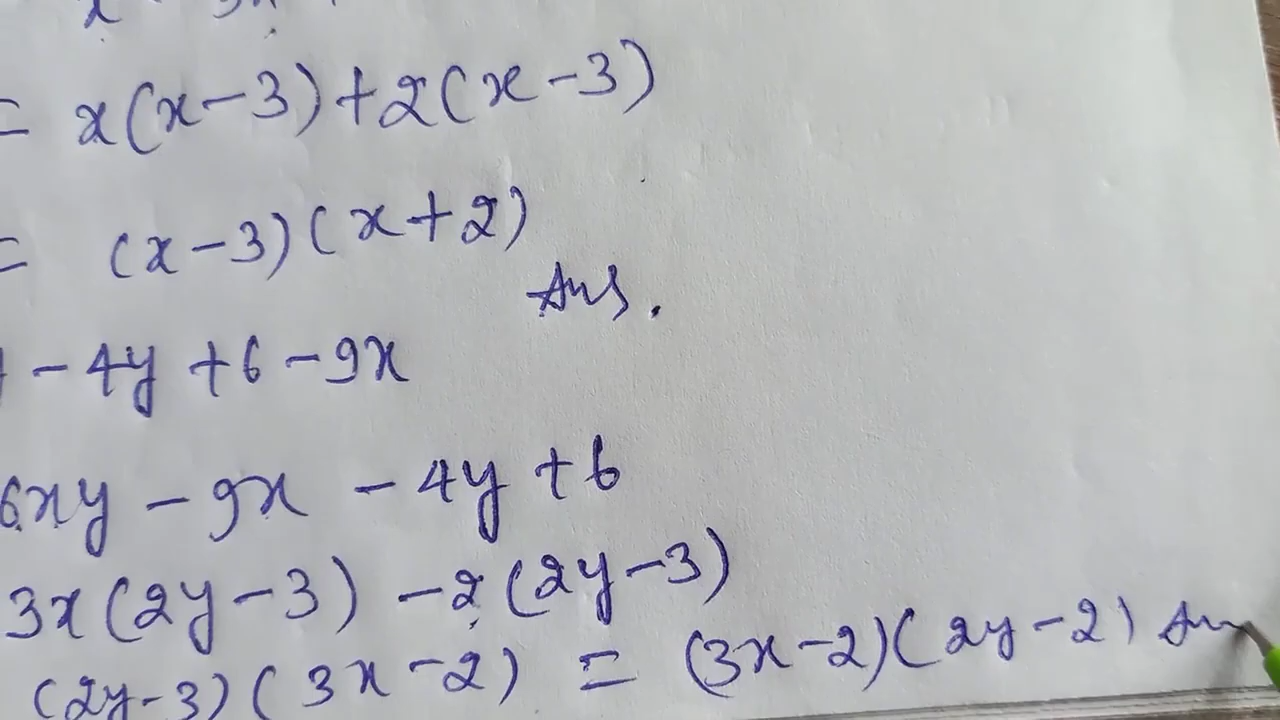 = x(x-3)+2(x-3)
= (x-3)(x+2)
Ans.
-4y+6-9x
6xy-9x-4y+6
3x(2y-3)-2(2y-3)
(2y-3)(3x-2) = (3x-2)(2y-2) Ans